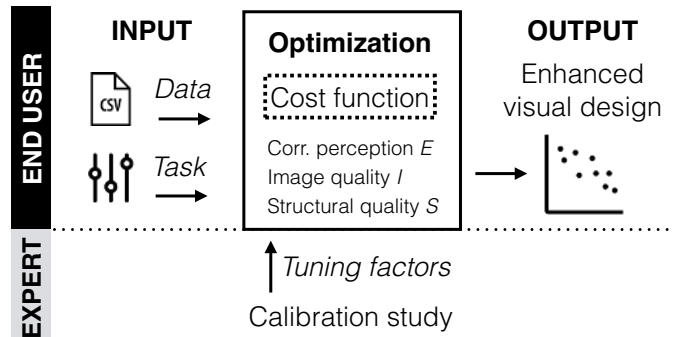 END USER
INPUT
CSV
Data
Task
Optimization
Cost function
Corr. perception E
Image quality I
Structural quality S
OUTPUT
Enhanced
visual design
EXPERT
Tuning factors
Calibration study